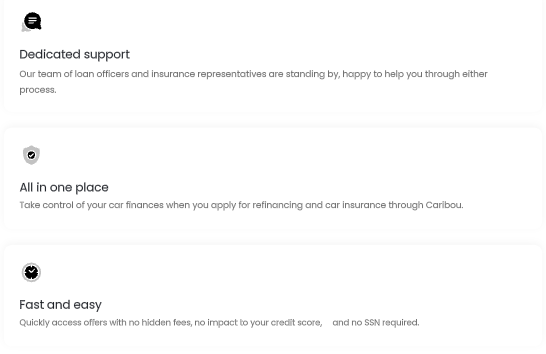 Dedicated support
Our team of loan officers and insurance representatives are standing by, happy to help you through either
process.
All in one place
Take control of your car finances when you apply for refinancing and car insurance through Caribou.
Fast and easy
Quickly access offers with no hidden fees, no impact to your credit score, and no SSN required.